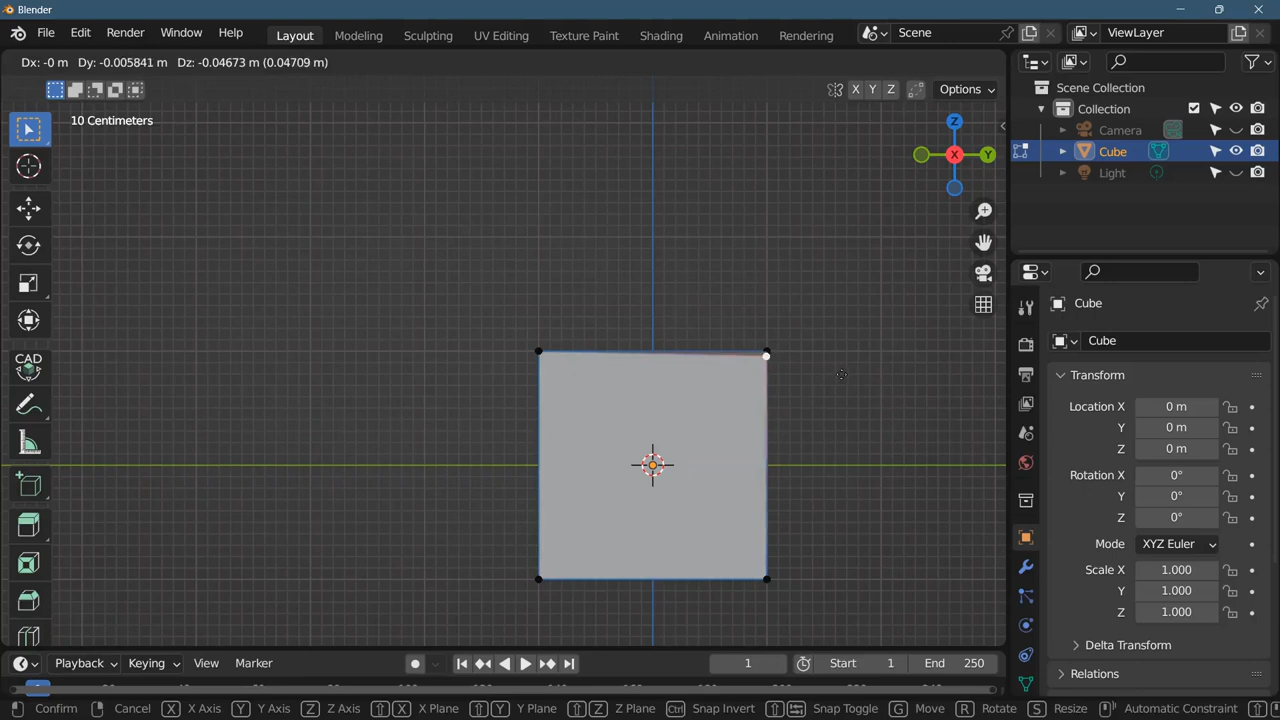 Blender
File Edit Render Window Help Layout Modeling Sculpting UV Editing Texture Paint Shading Animation Rendering Scene ViewLayer
Dx: -0 m Dy: -0.005841 m Dz: -0.04673 m (0.04709 m)
X Y Z Options
10 Centimeters
Scene Collection
Collection
Camera
Cube
Light
Z
X Y
CAD
Cube
Cube
Transform
Location X 0 m
Y 0 m
Z 0 m
Rotation X 0°
Y 0°
Z 0°
Mode XYZ Euler
Scale X 1.000
Y 1.000
Z 1.000
Delta Transform
Relations
Playback Keying View Marker 1 Start 1 End 250
Confirm Cancel X X Axis Y Y Axis Z Z Axis X X Plane Y Y Plane Z Z Plane Ctrl Snap Invert Snap Toggle G Move R Rotate S Resize Automatic Constraint